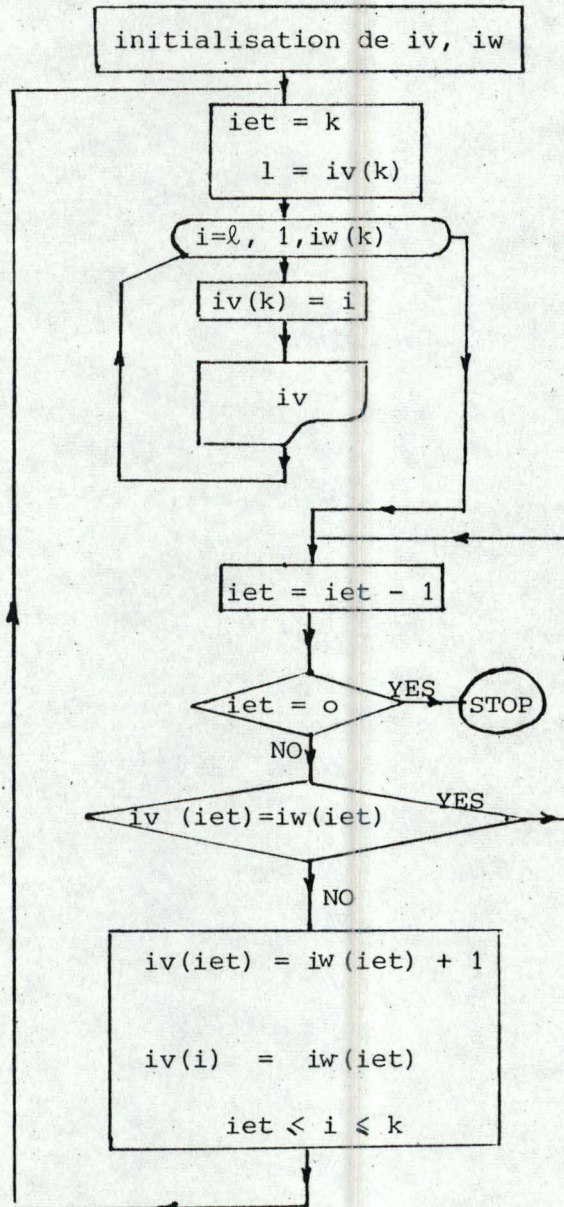 initialisation de iv, iw
iet = k
l = iv(k)
i=ℓ, 1,iw(k)
iv(k) = i
iv
iet = iet - 1
iet = o
YES
STOP
NO
iv (iet)=iw(iet)
YES
NO
iv(iet) = iw(iet) + 1
iv(i) = iw(iet)
iet ⩽ i ⩽ k